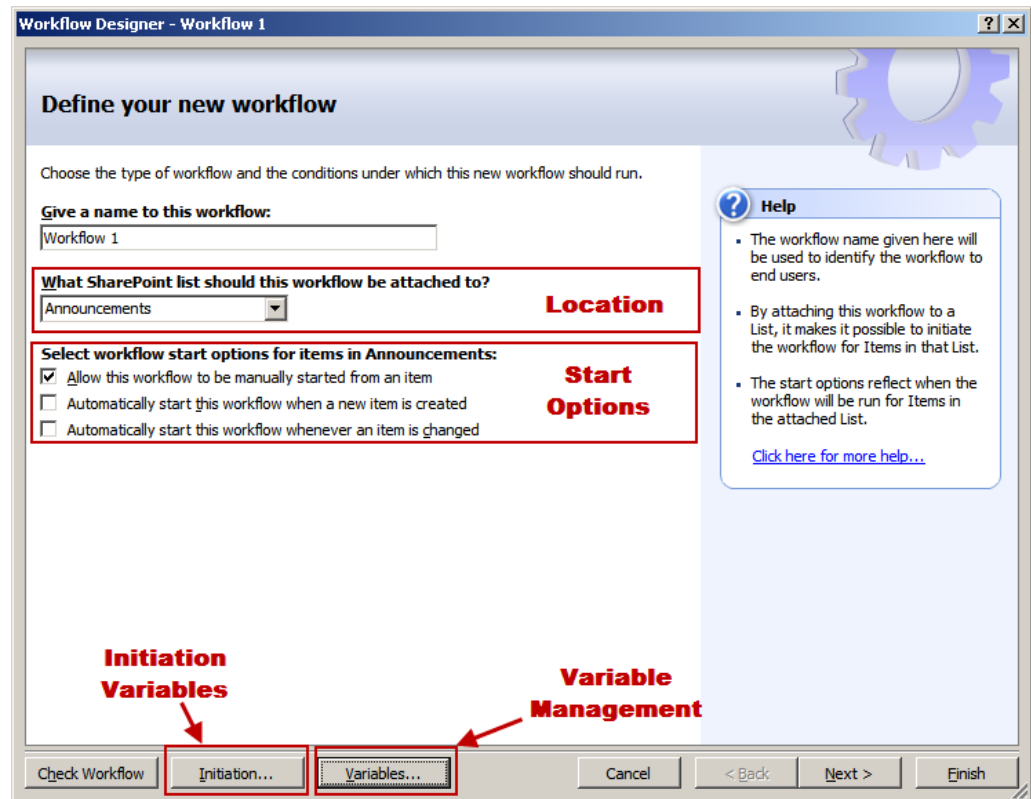 Workflow Designer - Workflow 1
Define your new workflow
Choose the type of workflow and the conditions under which this new workflow should run.
Give a name to this workflow:
Workflow 1
What SharePoint list should this workflow be attached to?
Announcements
Location
Select workflow start options for items in Announcements:
Allow this workflow to be manually started from an item
Automatically start this workflow when a new item is created
Automatically start this workflow whenever an item is changed
Start
Options
? Help
The workflow name given here will
be used to identify the workflow to
end users.
By attaching this workflow to a
List, it makes it possible to initiate
the workflow for Items in that List.
The start options reflect when the
workflow will be run for Items in
the attached List.
Click here for more help...
Initiation
Variables
Variable
Management
Check Workflow
Initiation...
Variables...
Cancel
< Back
Next >
Finish